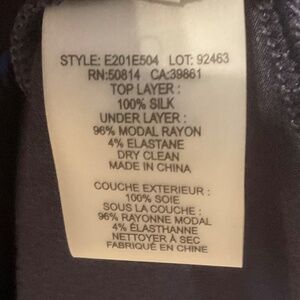 STYLE: E201E504 LOT: 92463
RN:50814 CA:39861
TOP LAYER :
100% SILK
UNDER LAYER :
96% MODAL RAYON
4% ELASTANE
DRY CLEAN
MADE IN CHINA
COUCHE EXTERIEUR :
100% SOIE
SOUS LA COUCHE :
96% RAYONNE MODAL
4% ÉLASTHANNE
NETTOYER À SEC
FABRIQUÉ EN CHINE